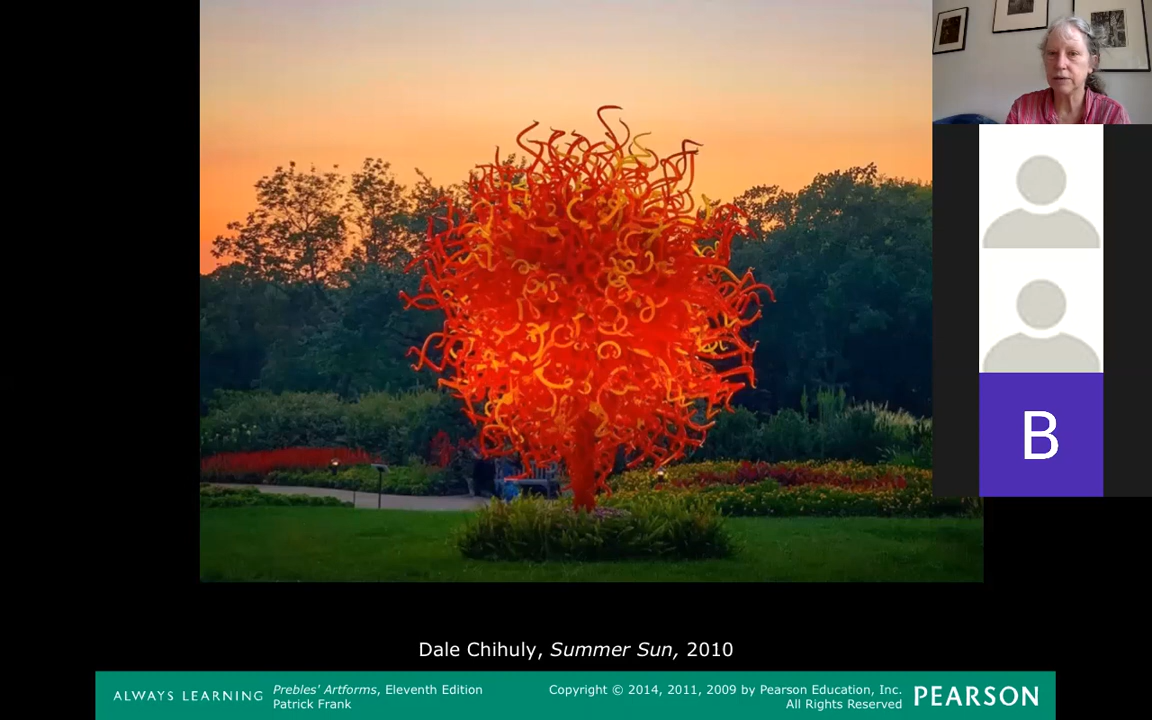 B
Dale Chihuly, Summer Sun, 2010
ALWAYS LEARNING
Prebles' Artforms, Eleventh Edition
Patrick Frank
Copyright © 2014, 2011, 2009 by Pearson Education, Inc.
All Rights Reserved
PEARSON